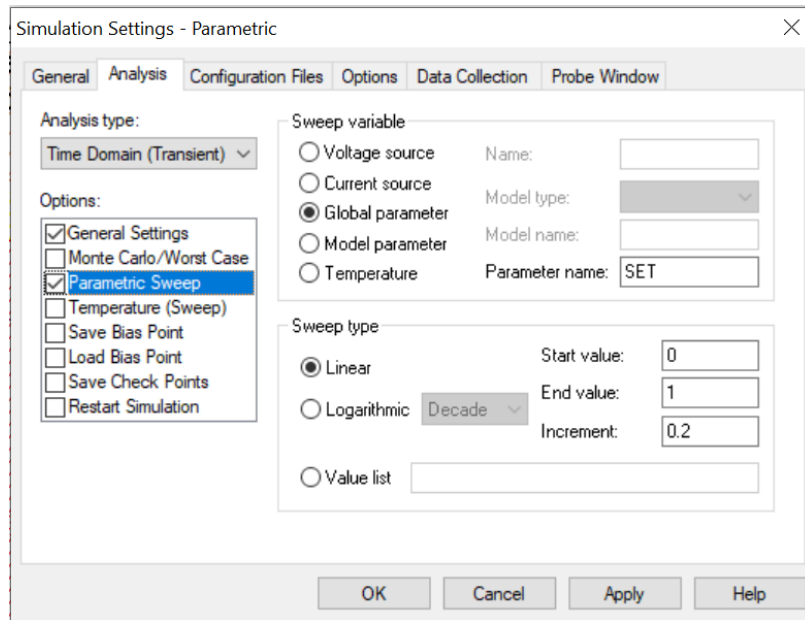 Simulation Settings - Parametric
General Analysis Configuration Files Options Data Collection Probe Window
Analysis type:
Time Domain (Transient)
Options:
General Settings
Monte Carlo/Worst Case
Parametric Sweep
Temperature (Sweep)
Save Bias Point
Load Bias Point
Save Check Points
Restart Simulation
Sweep variable
Voltage source
Current source
Global parameter
Model parameter
Temperature
Name:
Model type:
Model name:
Parameter name: SET
Sweep type
Linear
Logarithmic Decade
Value list
Start value: 0
End value: 1
Increment: 0.2
OK Cancel Apply Help